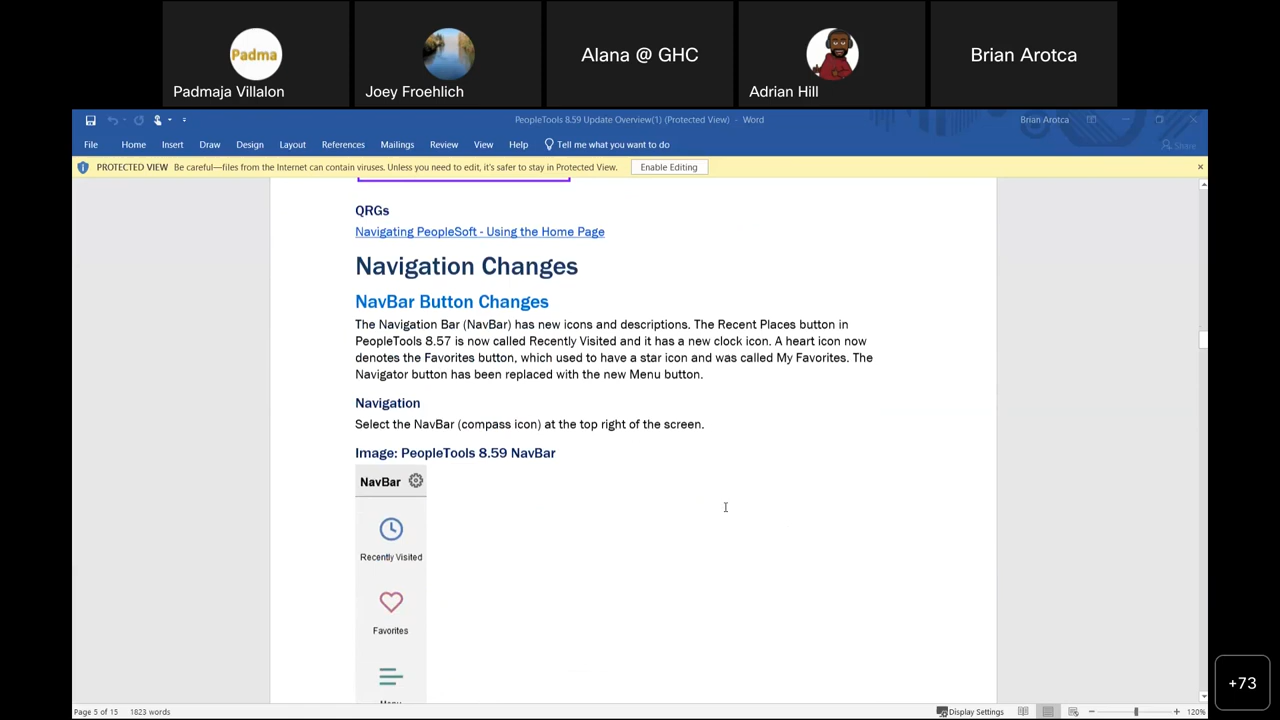 Padma
Padmaja Villalon
Joey Froehlich
Alana @ GHC
Adrian Hill
Brian Arotca
PeopleTools 8.59 Update Overview(1) (Protected View) - Word
Brian Arotca
File Home Insert Draw Design Layout References Mailings Review View Help Tell me what you want to do
Share
PROTECTED VIEW Be careful—files from the Internet can contain viruses. Unless you need to edit, it's safer to stay in Protected View. Enable Editing
QRGs
Navigating PeopleSoft - Using the Home Page
Navigation Changes
NavBar Button Changes
The Navigation Bar (NavBar) has new icons and descriptions. The Recent Places button in
PeopleTools 8.57 is now called Recently Visited and it has a new clock icon. A heart icon now
denotes the Favorites button, which used to have a star icon and was called My Favorites. The
Navigator button has been replaced with the new Menu button.
Navigation
Select the NavBar (compass icon) at the top right of the screen.
Image: PeopleTools 8.59 NavBar
NavBar
Recently Visited
Favorites
Menu
+73
Page 5 of 15 1823 words
Display Settings
120%